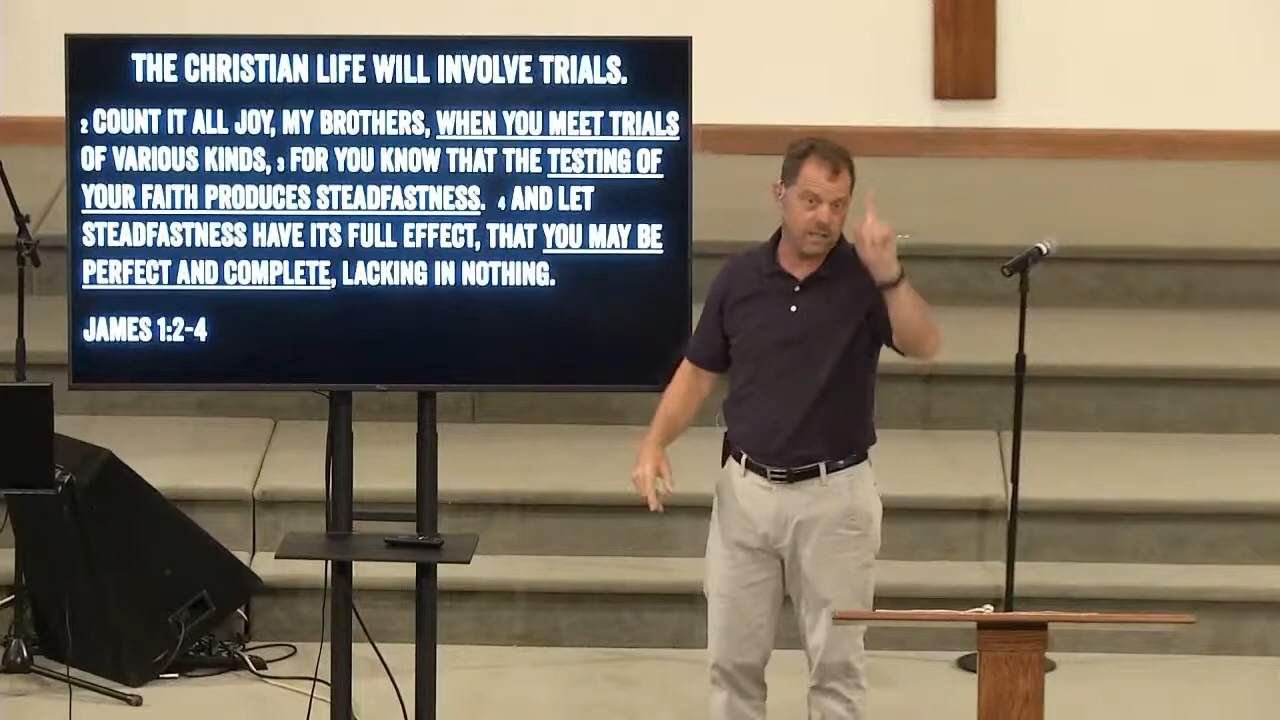 THE CHRISTIAN LIFE WILL INVOLVE TRIALS.
2 COUNT IT ALL JOY, MY BROTHERS, WHEN YOU MEET TRIALS
OF VARIOUS KINDS, 3 FOR YOU KNOW THAT THE TESTING OF
YOUR FAITH PRODUCES STEADFASTNESS. 4 AND LET
STEADFASTNESS HAVE ITS FULL EFFECT, THAT YOU MAY BE
PERFECT AND COMPLETE, LACKING IN NOTHING.
JAMES 1:2-4